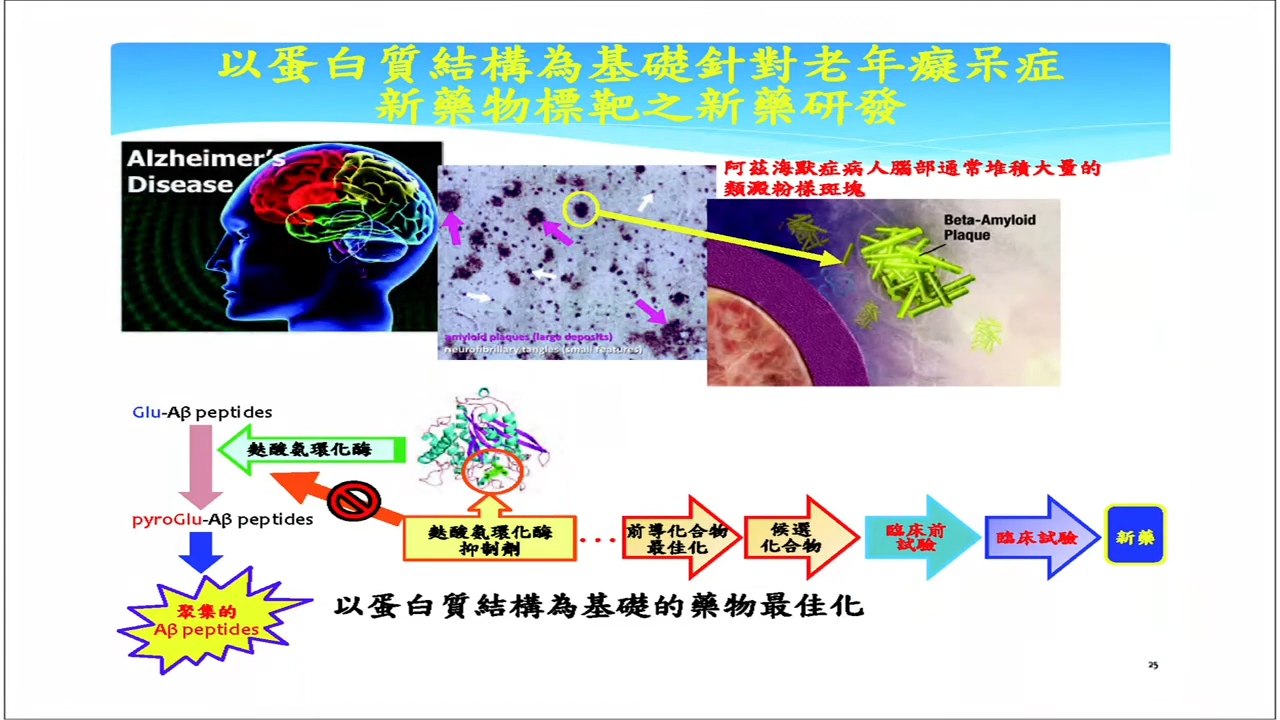 以蛋白質結構為基礎針對老年癡呆症
新藥物標靶之新藥研發
Alzheimer's
Disease
amyloid plaques (large deposits)
neurofibrillary tangles (small features)
阿茲海默症病人腦部通常堆積大量的
類澱粉樣斑塊
Beta-Amyloid
Plaque
Glu-Aβ peptides
麩酸氨環化酶
pyroGlu-Aβ peptides
麩酸氨環化酶
抑制劑
前導化合物
最佳化
候選
化合物
臨床前
試驗
臨床試驗
新藥
聚集的
Aβ peptides
以蛋白質結構為基礎的藥物最佳化
25